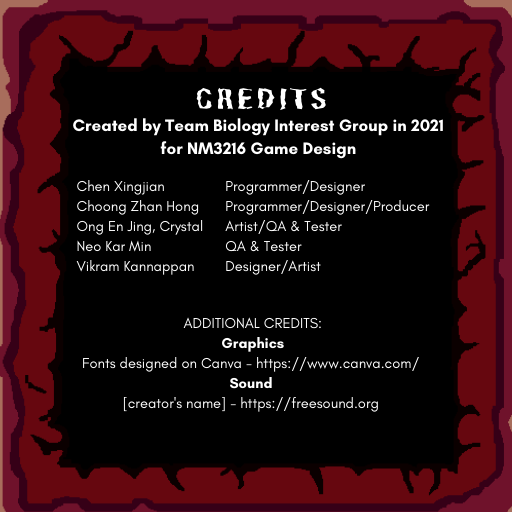 CREDITS
Created by Team Biology Interest Group in 2021
for NM3216 Game Design
Chen Xingjian Programmer/Designer
Choong Zhan Hong Programmer/Designer/Producer
Ong En Jing, Crystal Artist/QA & Tester
Neo Kar Min QA & Tester
Vikram Kannappan Designer/Artist
ADDITIONAL CREDITS:
Graphics
Fonts designed on Canva - https://www.canva.com/
Sound
[creator's name] - https://freesound.org